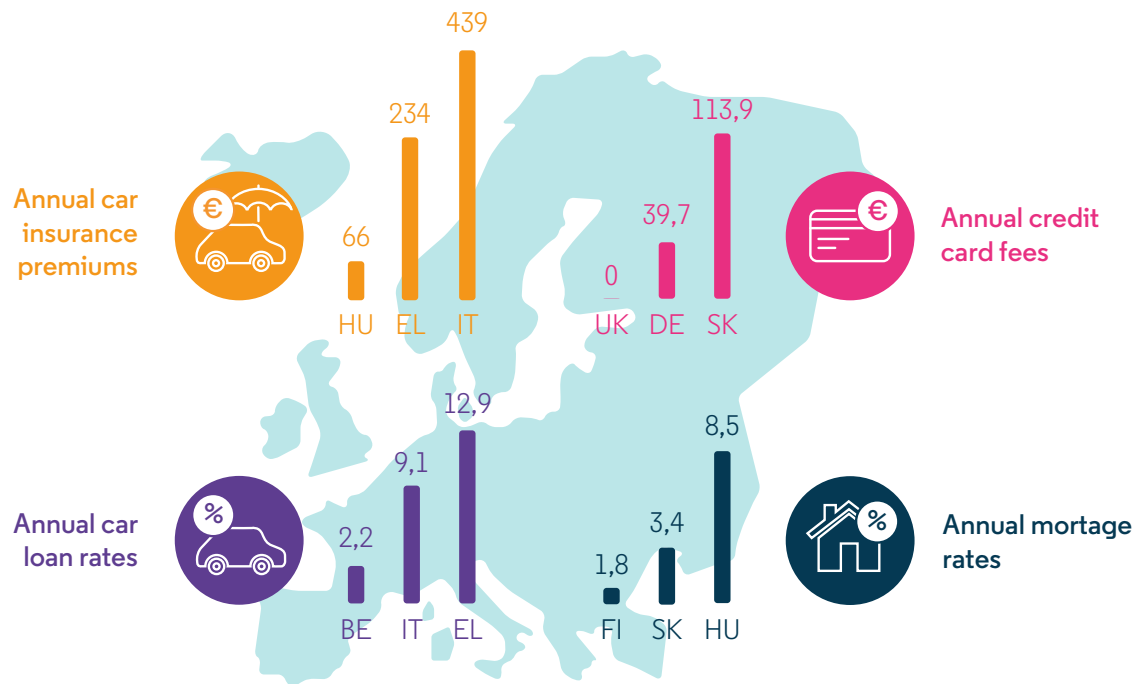 Annual car
insurance
premiums
€
66
234
439
HU
EL
IT
0
39,7
113,9
UK
DE
SK
€
Annual credit
card fees
Annual car
loan rates
%
2,2
9,1
12,9
BE
IT
EL
1,8
3,4
8,5
FI
SK
HU
%
Annual mortage
rates